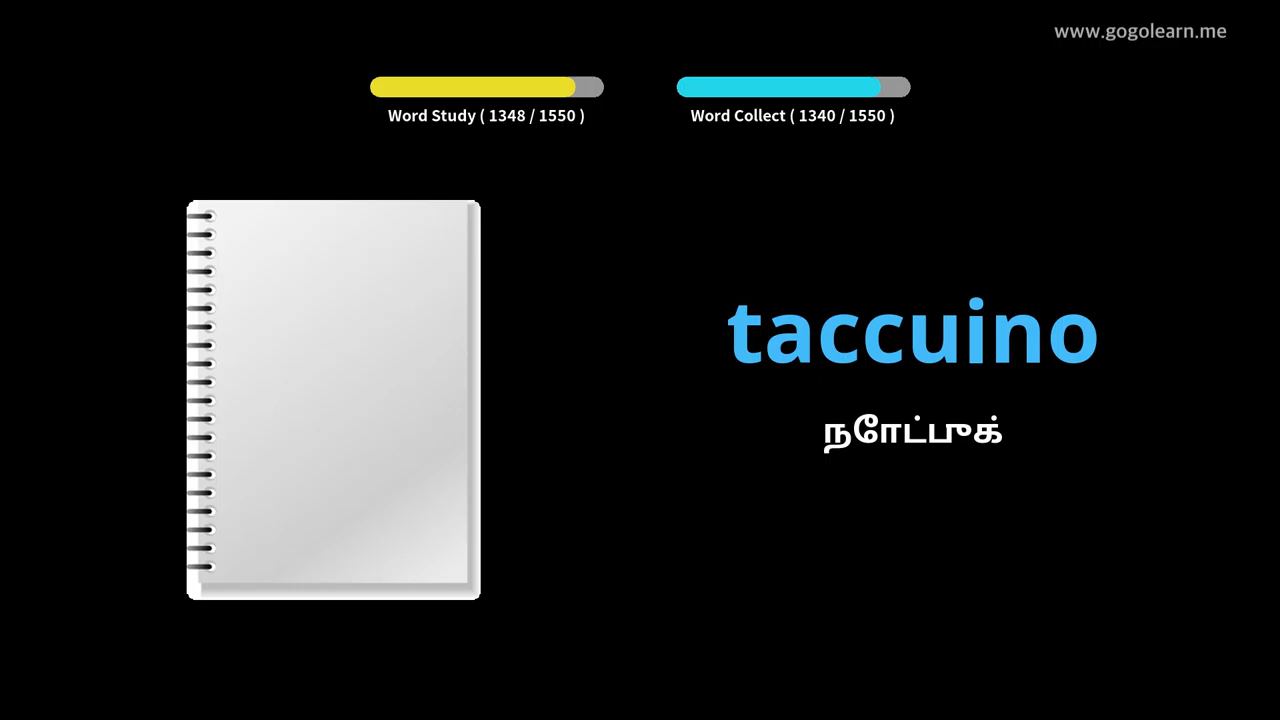 www.gogolearn.me
Word Study ( 1348 / 1550 )
Word Collect ( 1340 / 1550 )
taccuino
நோட்புக்